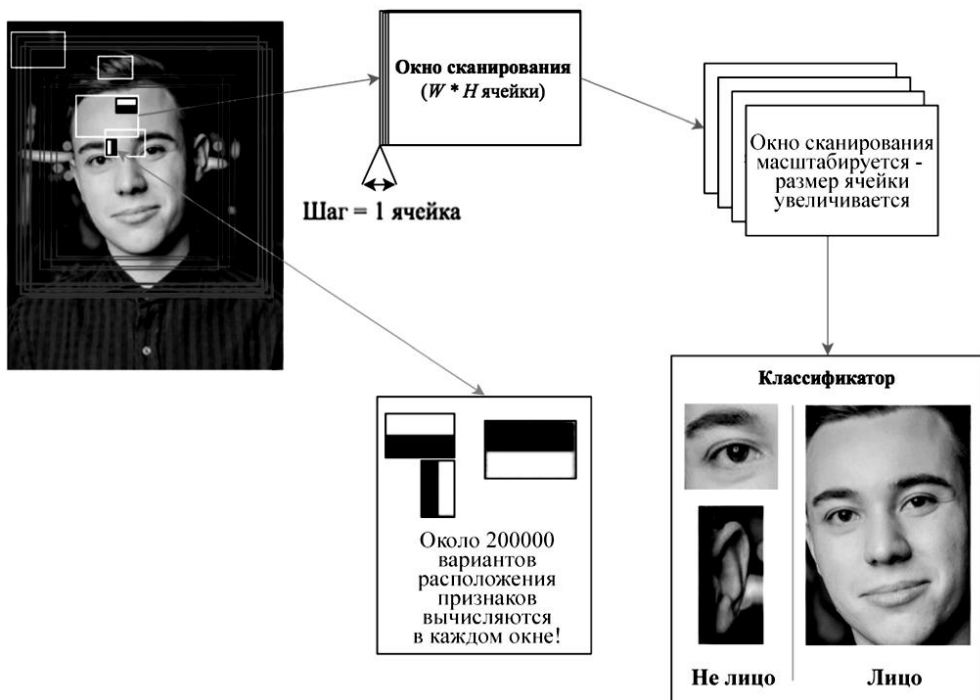 Окно сканирования
(W * H ячейки)
Шаг = 1 ячейка
Окно сканирования
масштабируется -
размер ячейки
увеличивается
Около 200000
вариантов
расположения
признаков
вычисляются
в каждом окне!
Классификатор
Не лицо
Лицо